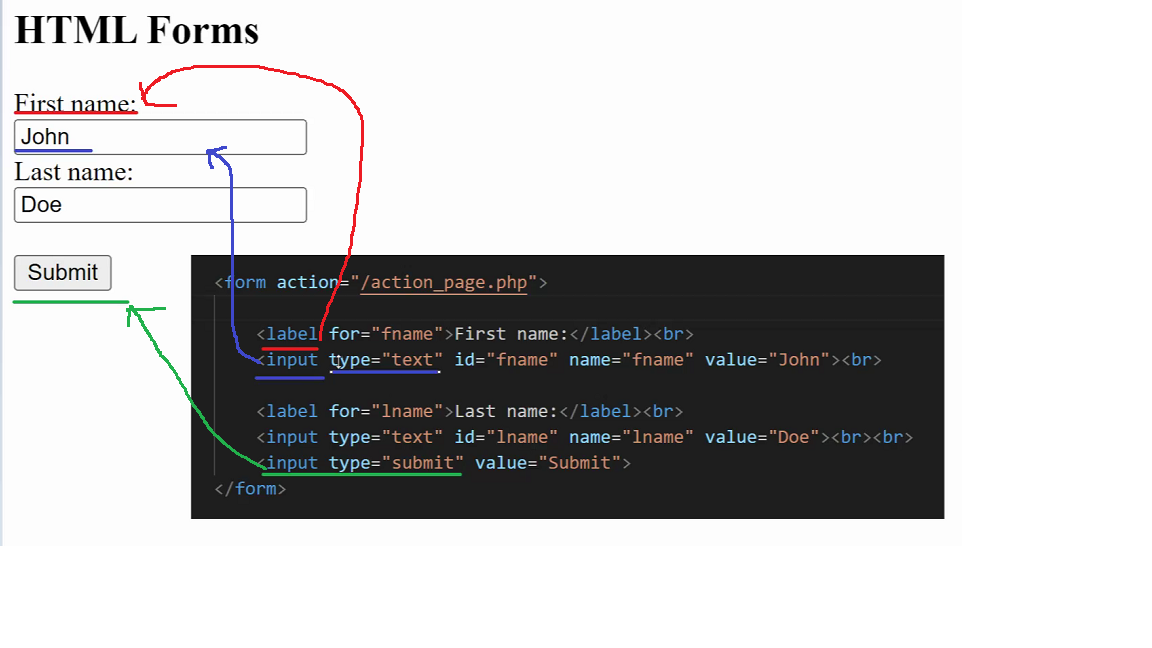 HTML Forms
First name:
John
Last name:
Doe
Submit
<form action="/action_page.php">
<label for="fname">First name:</label><br>
<input type="text" id="fname" name="fname" value="John"><br>
<label for="lname">Last name:</label><br>
<input type="text" id="lname" name="lname" value="Doe"><br><br>
<input type="submit" value="Submit">
</form>